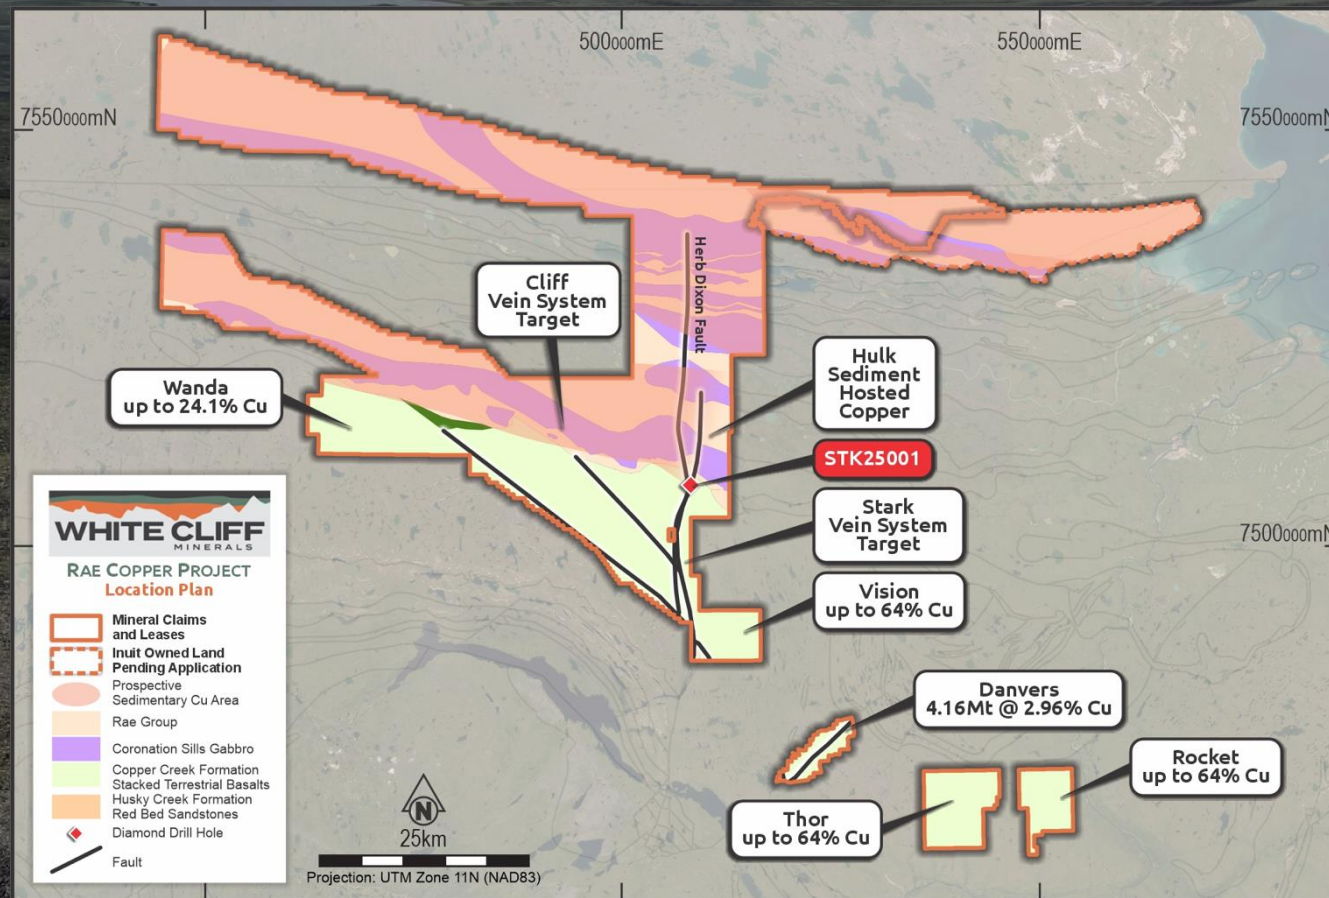 500000mE
550000mE
7550000mN
7550000mN
Herb Dixon Fault
Cliff
Vein System
Target
Hulk
Sediment
Hosted
Copper
Wanda
up to 24.1% Cu
STK25001
Stark
Vein System
Target
7500000mN
Vision
up to 64% Cu
Danvers
4.16Mt @ 2.96% Cu
Rocket
up to 64% Cu
Thor
up to 64% Cu
WHITE CLIFF
MINERALS
RAE COPPER PROJECT
Location Plan
Mineral Claims
and Leases
Inuit Owned Land
Pending Application
Prospective
Sedimentary Cu Area
Rae Group
Coronation Sills Gabbro
Copper Creek Formation
Stacked Terrestrial Basalts
Husky Creek Formation
Red Bed Sandstones
Diamond Drill Hole
Fault
N
25km
Projection: UTM Zone 11N (NAD83)